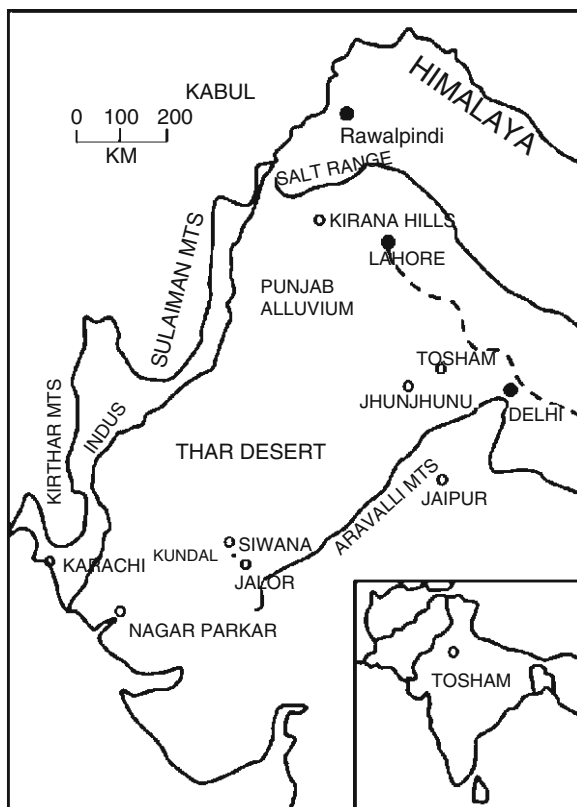 KABUL
HIMALAYA
0 100 200
KM
Rawalpindi
SALT RANGE
KIRANA HILLS
LAHORE
SULAIMAN MTS
PUNJAB
ALLUVIUM
TOSHAM
JHUNJHUNU
DELHI
KIRTHAR MTS
INDUS
THAR DESERT
ARAVALLI MTS
JAIPUR
SIWANA
KUNDAL
KARACHI
JALOR
NAGAR PARKAR
TOSHAM